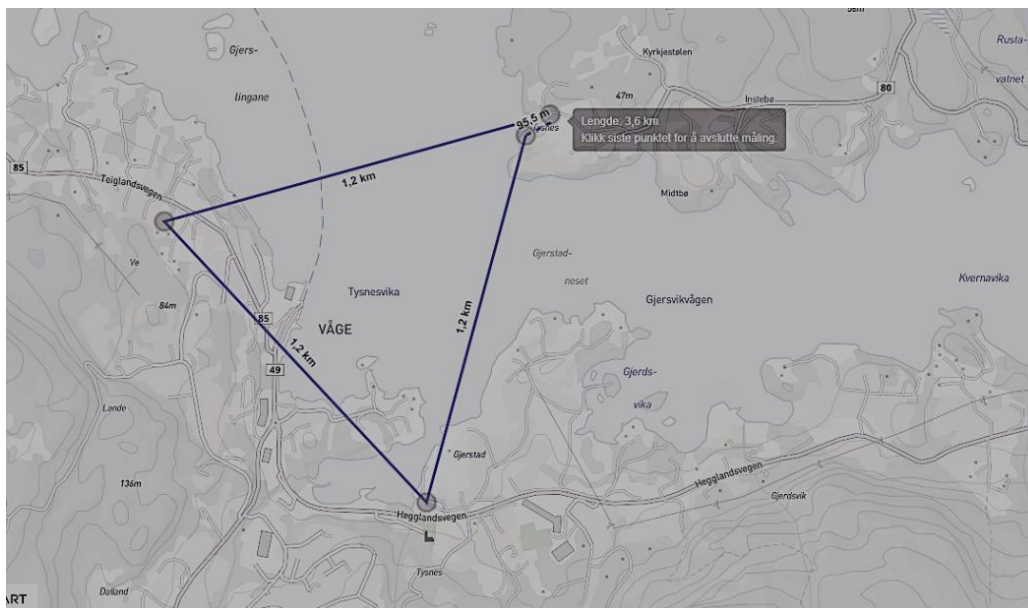 58m
Gjers-
lingane
Kyrkjestølen
Rusta-
vatnet
47m
Instebø
80
95,5 m
Tysnes
Lengde: 3,6 km
Klikk siste punktet for å avslutte måling.
85
Teiglandsvegen
1,2 km
Midtbø
Ve
Gjerstad-
neset
Kvernavika
Tysnesvika
Gjersvikvågen
84m
85
VÅGE
1,2 km
1,2 km
49
Gjerds-
vika
Lande
Gjerstad
136m
Hegglandsvegen
Gjerdsvik
Hegglandsvegen
Tysnes
Dalland
ART